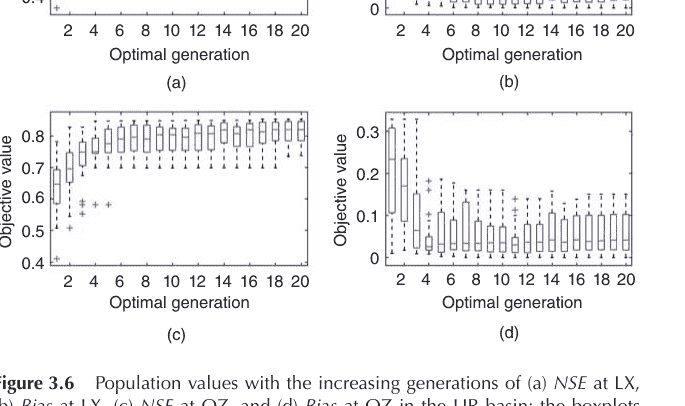 0
2 4 6 8 10 12 14 16 18 20
2 4 6 8 10 12 14 16 18 20
Optimal generation
Optimal generation
(a)
(b)
Objective value
0.8
0.7
0.6
0.5
0.4
2 4 6 8 10 12 14 16 18 20
Optimal generation
(c)
Objective value
0.3
0.2
0.1
0
2 4 6 8 10 12 14 16 18 20
Optimal generation
(d)
Figure 3.6 Population values with the increasing generations of (a) NSE at LX,
(b) Bias at LX, (c) NSE at QZ, and (d) Bias at QZ in the UP basin; the boxplots